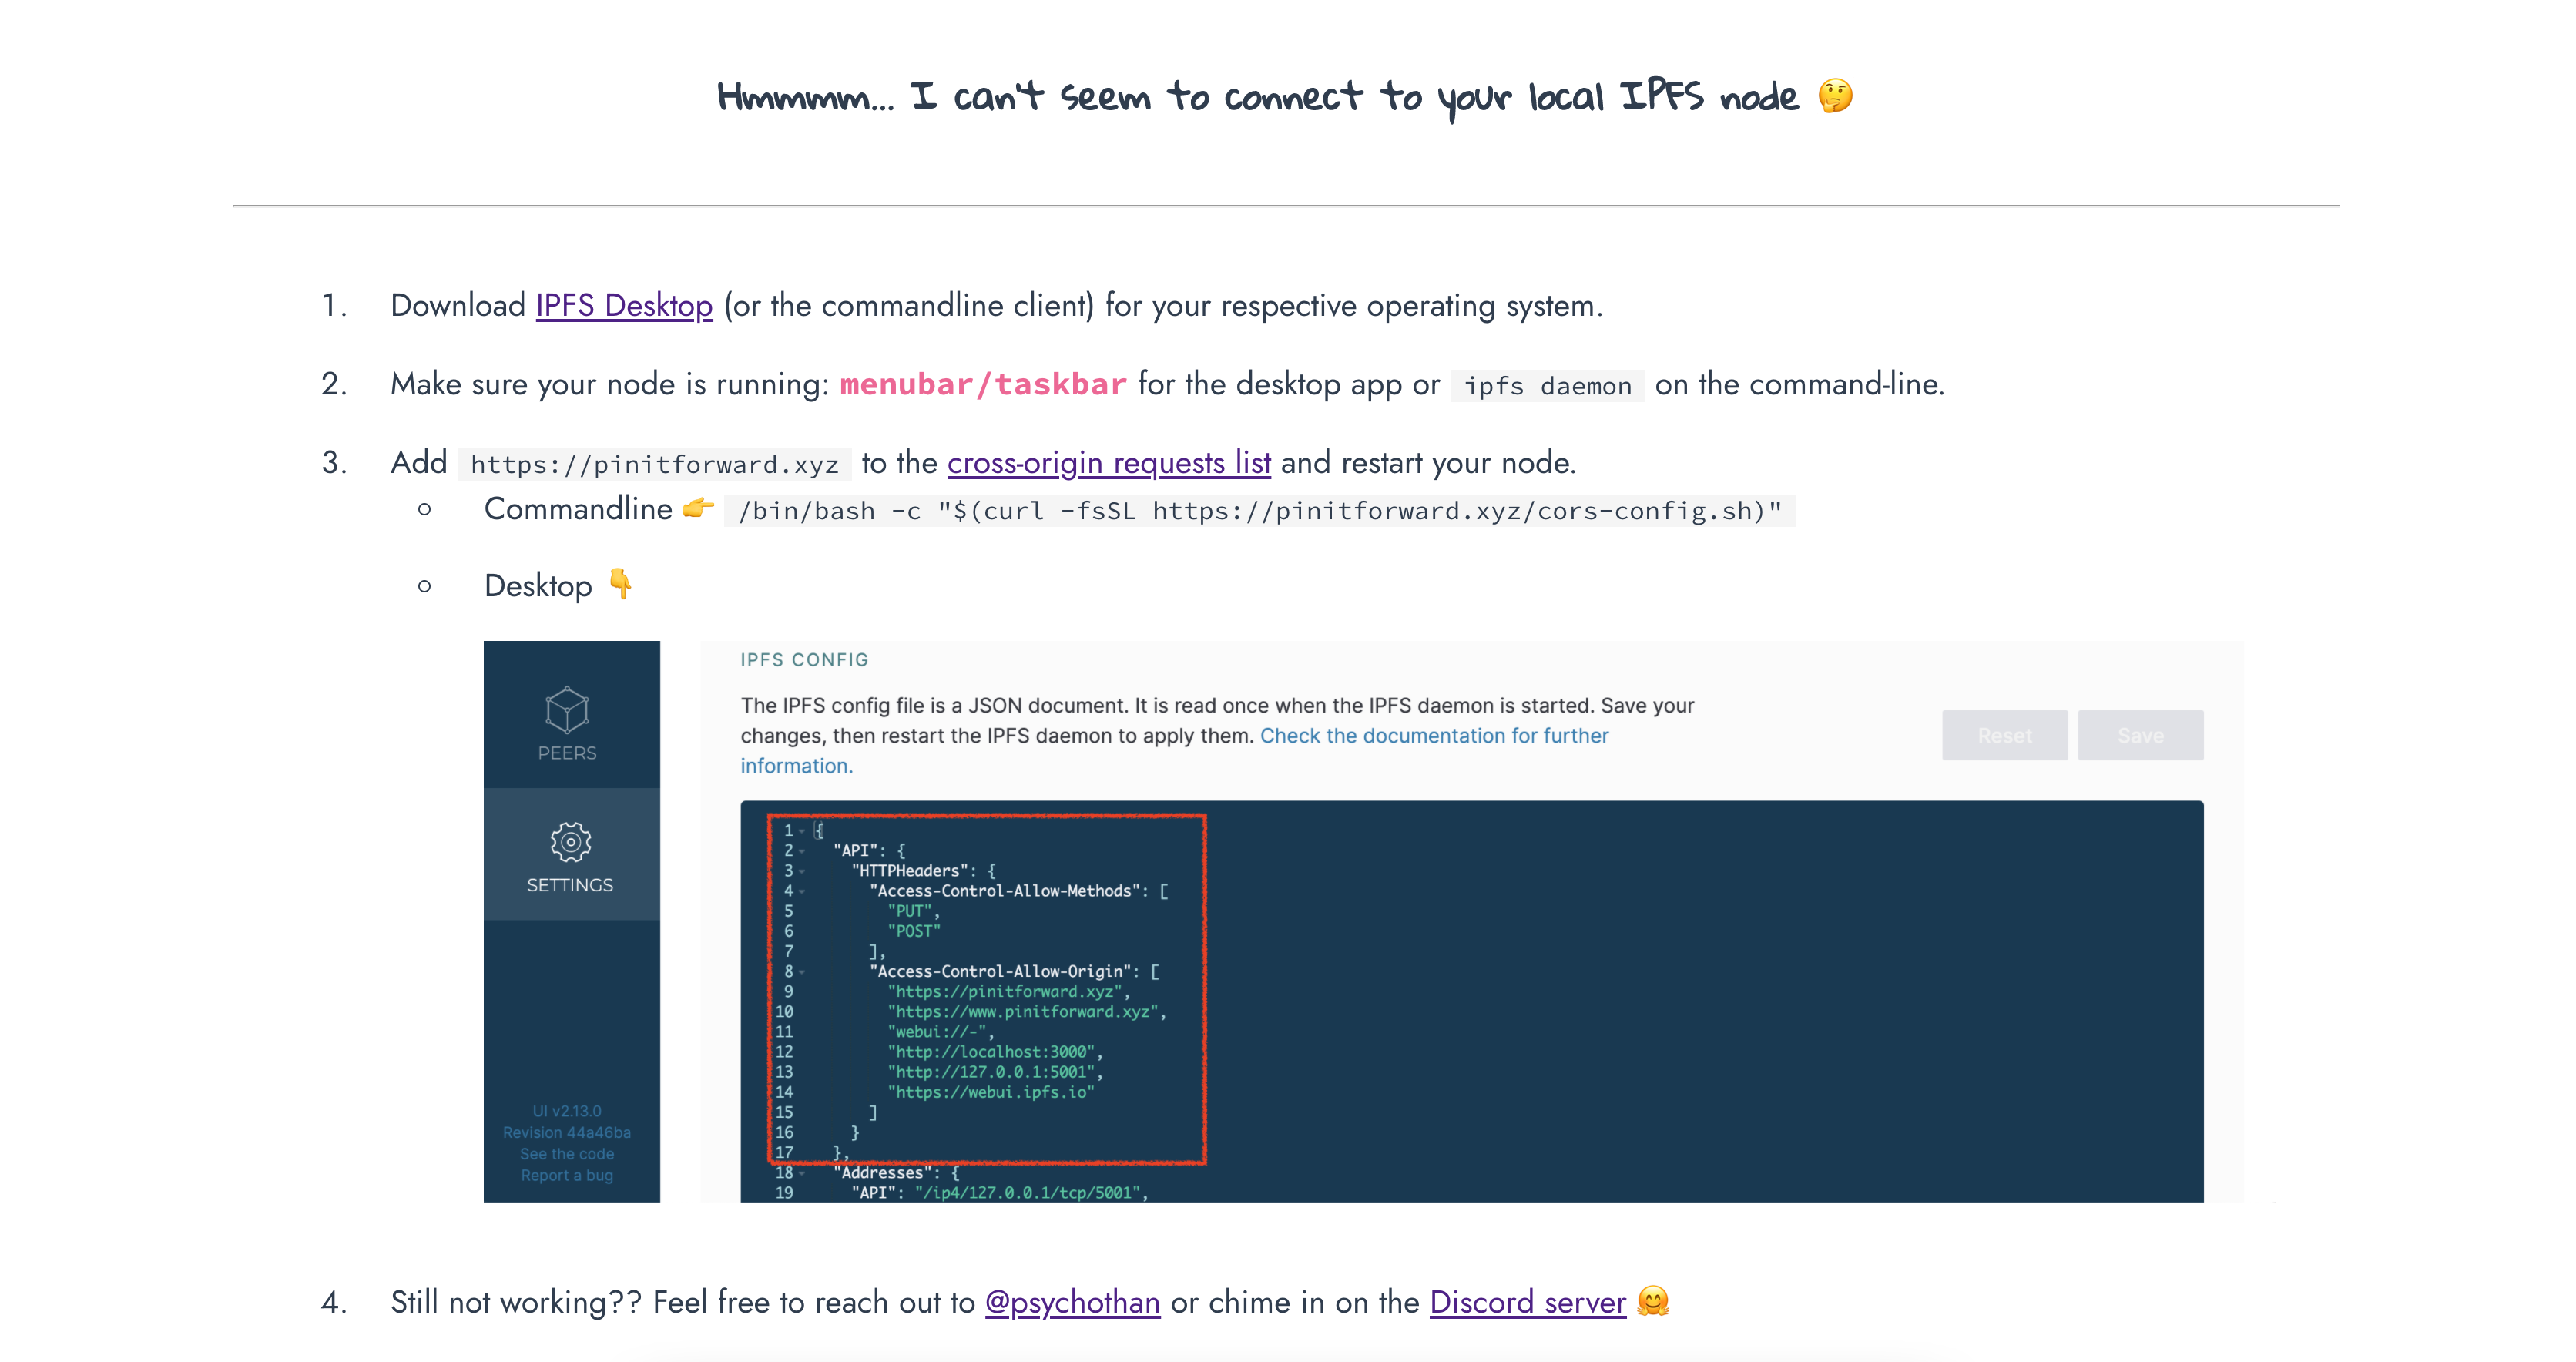 Hmmmm... I can't seem to connect to your local IPFS node 🤔
1. Download IPFS Desktop (or the commandline client) for your respective operating system.
2. Make sure your node is running: menubar/taskbar for the desktop app or ipfs daemon on the command-line.
3. Add https://pinitforward.xyz to the cross-origin requests list and restart your node.
Commandline 👉 /bin/bash -c "$(curl -fsSL https://pinitforward.xyz/cors-config.sh)"
Desktop 👇
PEERS
SETTINGS
UI v2.13.0
Revision 44a46ba
See the code
Report a bug
IPFS CONFIG
The IPFS config file is a JSON document. It is read once when the IPFS daemon is started. Save your
changes, then restart the IPFS daemon to apply them. Check the documentation for further
information.
Reset Save
1 {
2 "API": {
3 "HTTPHeaders": {
4 "Access-Control-Allow-Methods": [
5 "PUT",
6 "POST"
7 ],
8 "Access-Control-Allow-Origin": [
9 "https://pinitforward.xyz",
10 "https://www.pinitforward.xyz",
11 "webui://-",
12 "http://localhost:3000",
13 "http://127.0.0.1:5001",
14 "https://webui.ipfs.io"
15 ]
16 }
17 },
18 "Addresses": {
19 "API": "/ip4/127.0.0.1/tcp/5001",
4. Still not working?? Feel free to reach out to @psychothan or chime in on the Discord server 🤗